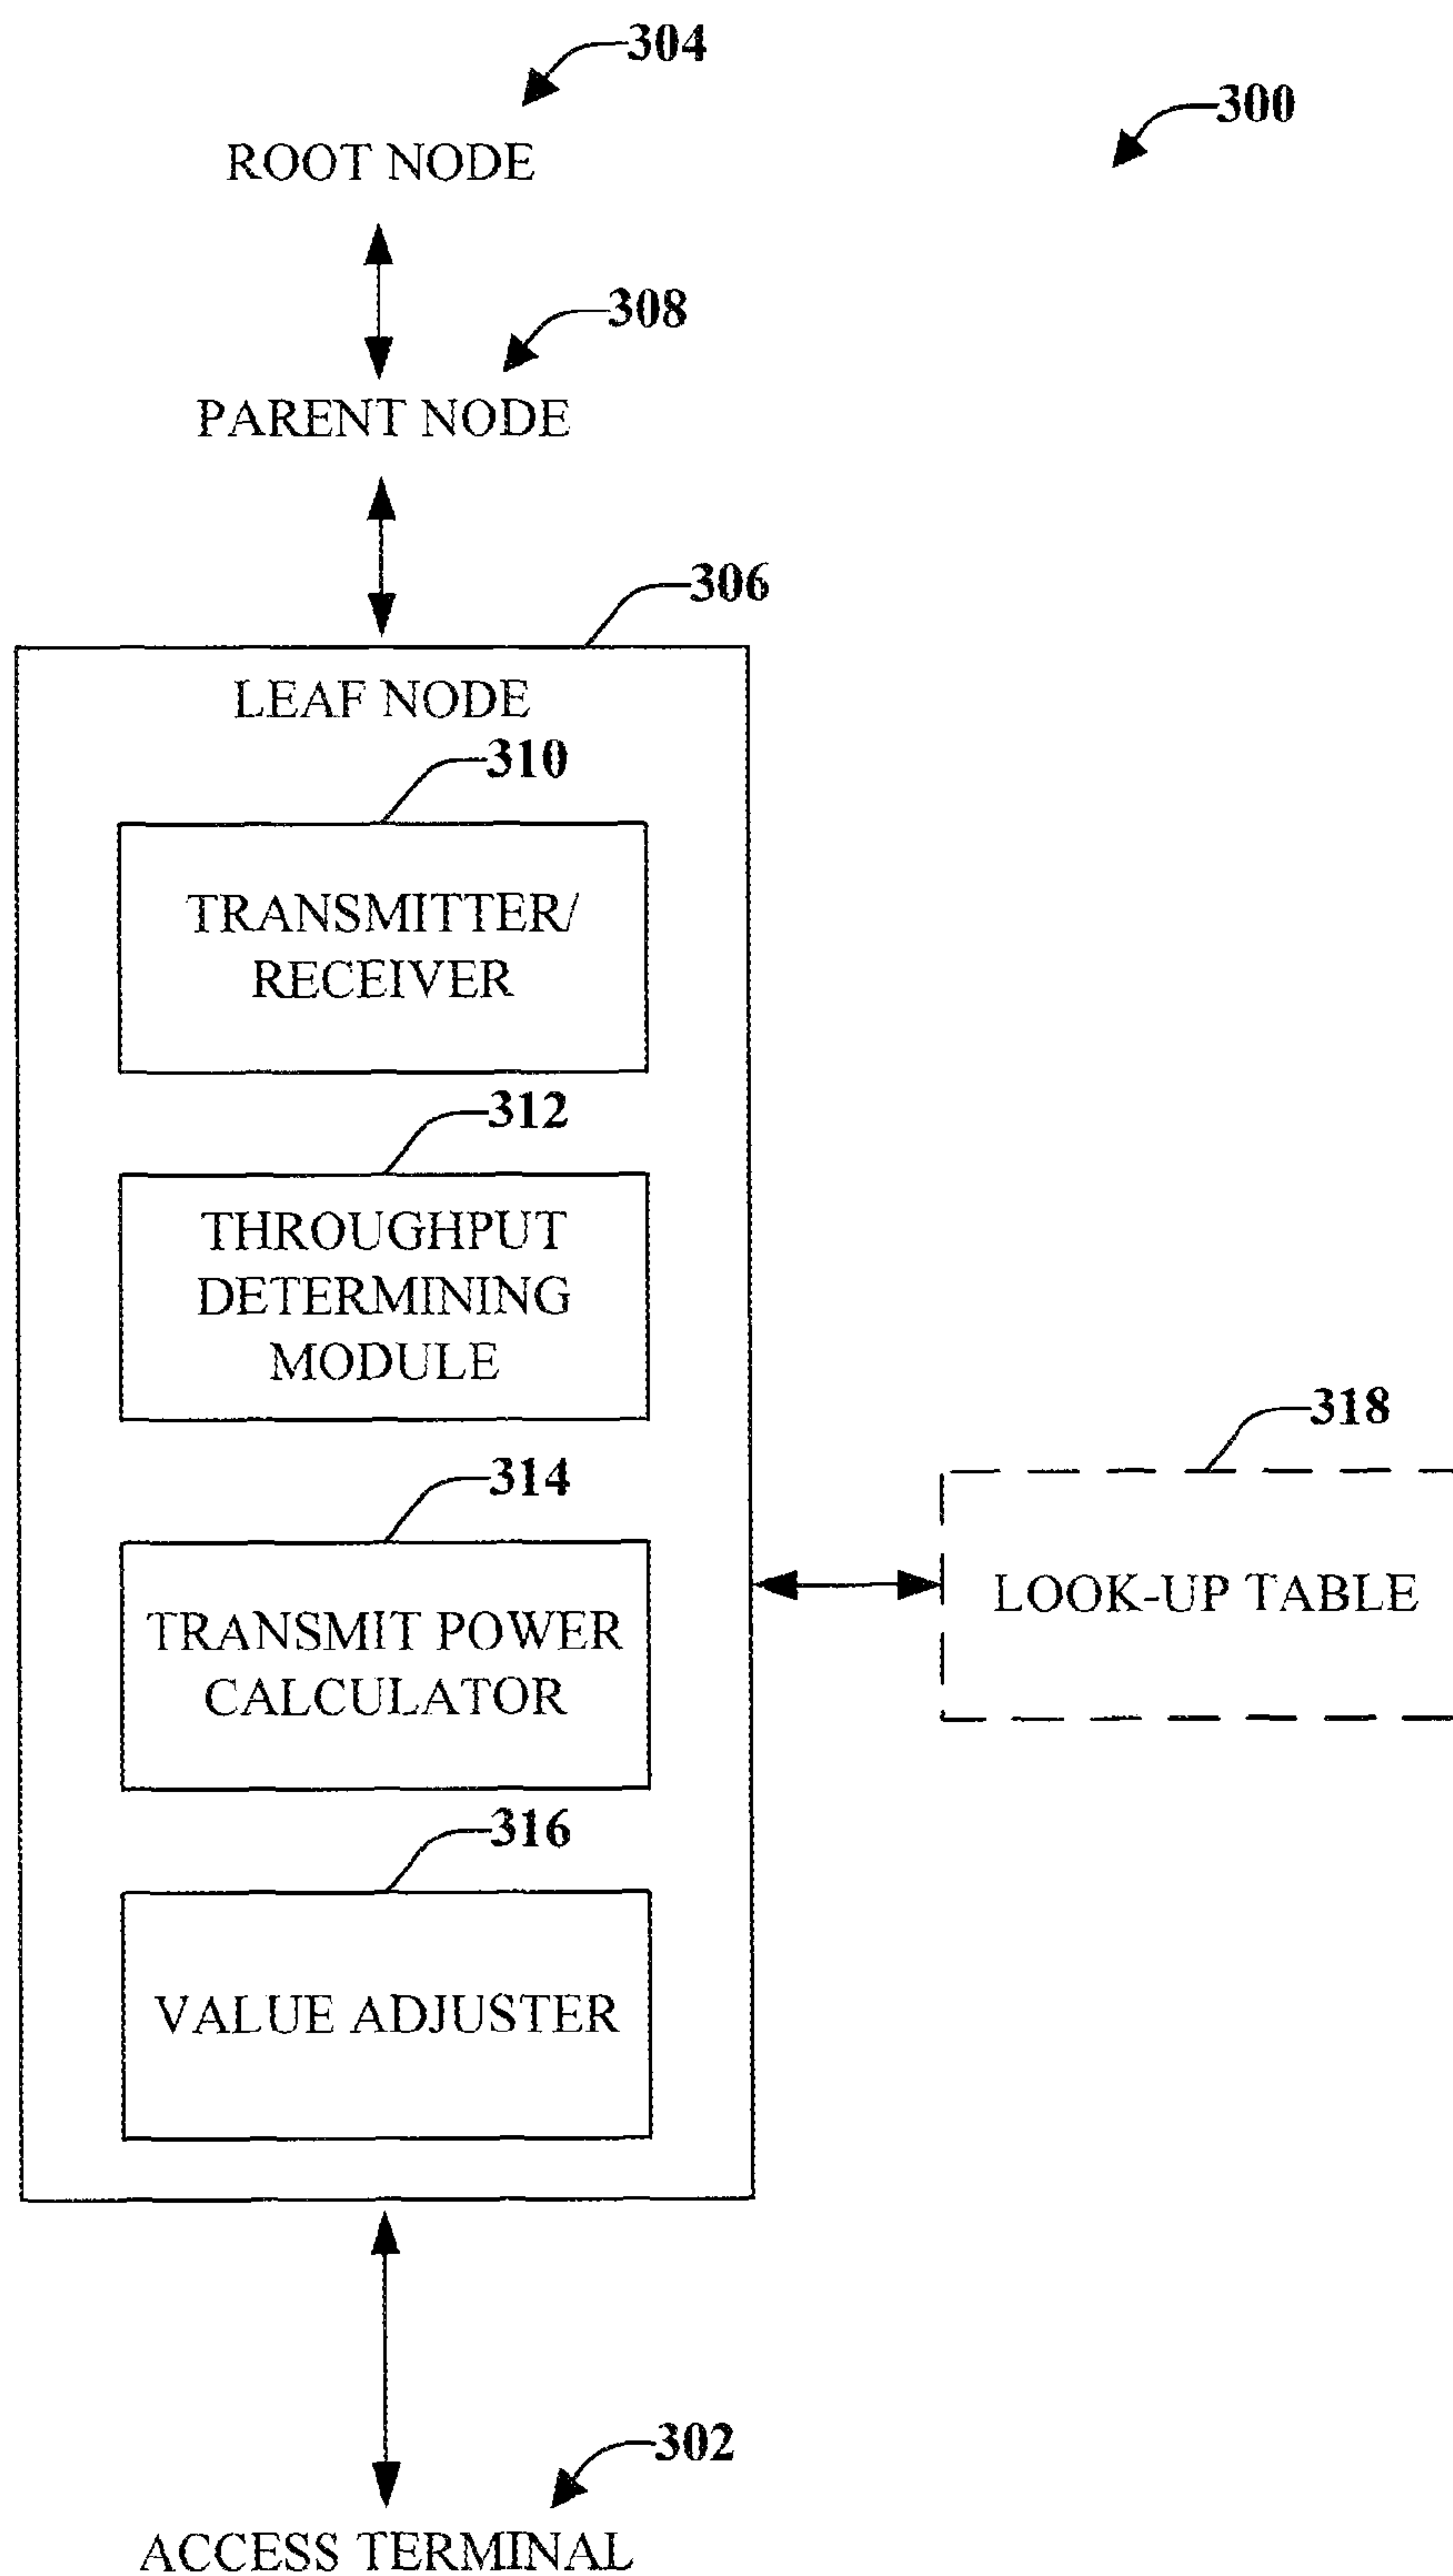 304
300
ROOT NODE
308
PARENT NODE
306
LEAF NODE
310
TRANSMITTER/
RECEIVER
312
THROUGHPUT
DETERMINING
MODULE
318
314
LOOK-UP TABLE
TRANSMIT POWER
CALCULATOR
316
VALUE ADJUSTER
302
ACCESS TERMINAL